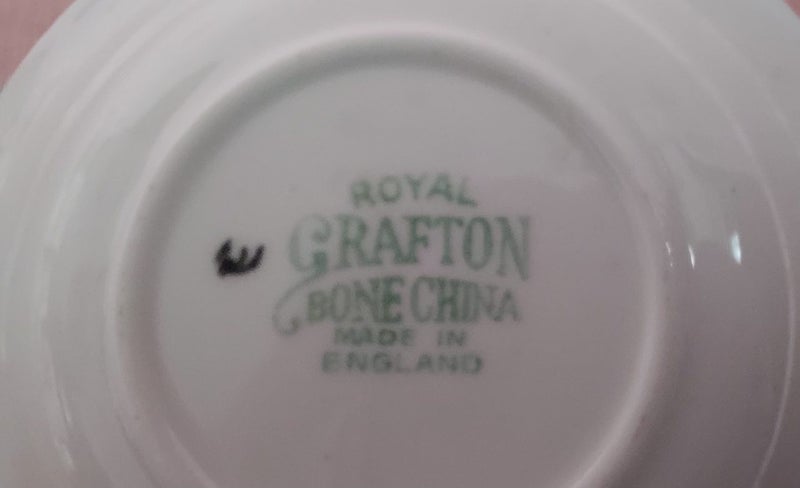 ROYAL
GRAFTON
BONE CHINA
MADE IN
ENGLAND